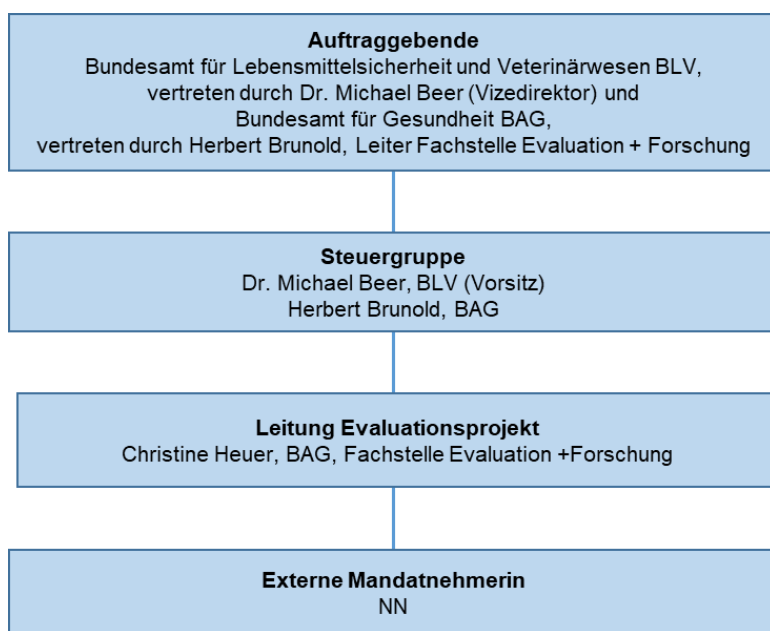 Auftraggebende
Bundesamt für Lebensmittelsicherheit und Veterinärwesen BLV,
vertreten durch Dr. Michael Beer (Vizedirektor) und
Bundesamt für Gesundheit BAG,
vertreten durch Herbert Brunold, Leiter Fachstelle Evaluation + Forschung
Steuergruppe
Dr. Michael Beer, BLV (Vorsitz)
Herbert Brunold, BAG
Leitung Evaluationsprojekt
Christine Heuer, BAG, Fachstelle Evaluation +Forschung
Externe Mandatnehmerin
NN